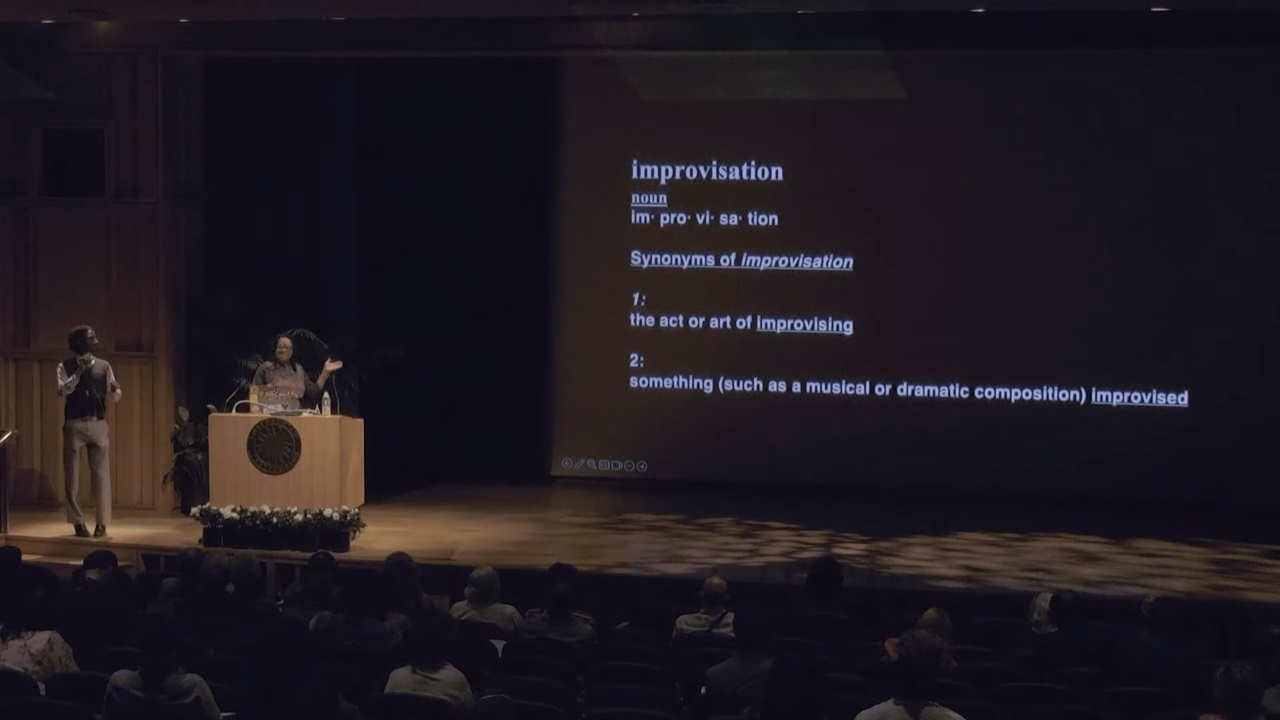 improvisation
noun
im· pro· vi· sa· tion
Synonyms of improvisation
1:
the act or art of improvising
2:
something (such as a musical or dramatic composition) improvised